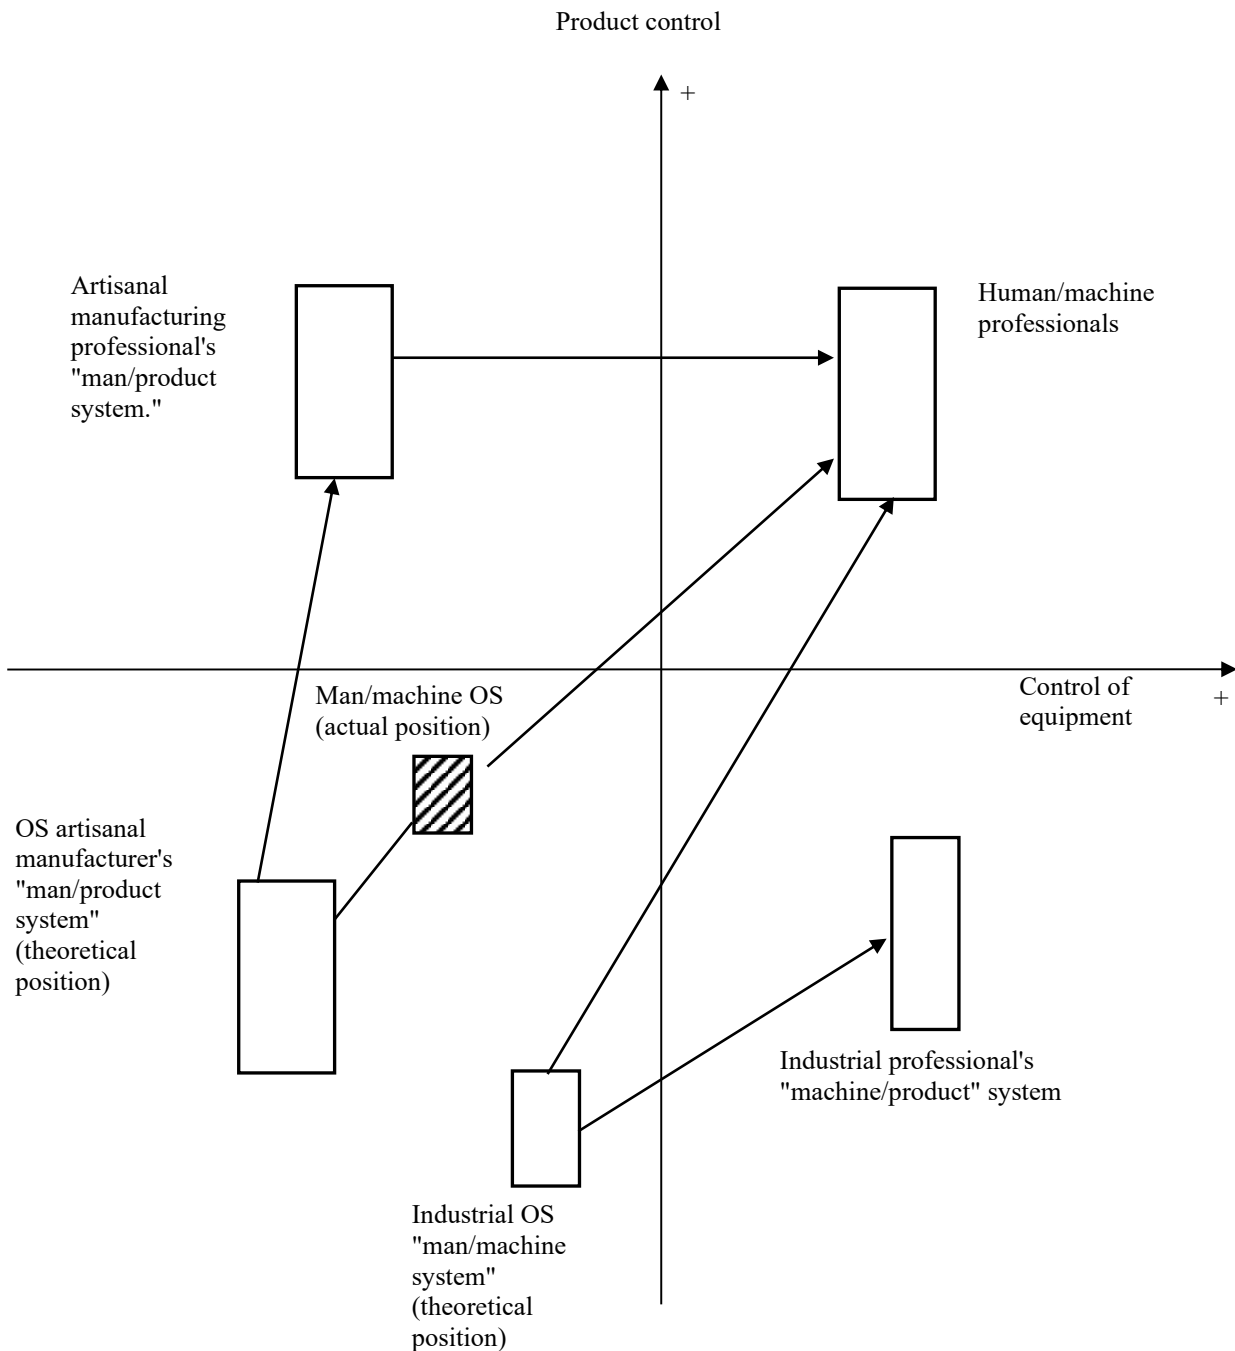 Product control
+
Artisanal
manufacturing
professional's
"man/product
system."
Human/machine
professionals
Man/machine OS
(actual position)
Control of
equipment
+
OS artisanal
manufacturer's
"man/product
system"
(theoretical
position)
Industrial professional's
"machine/product" system
Industrial OS
"man/machine
system"
(theoretical
position)